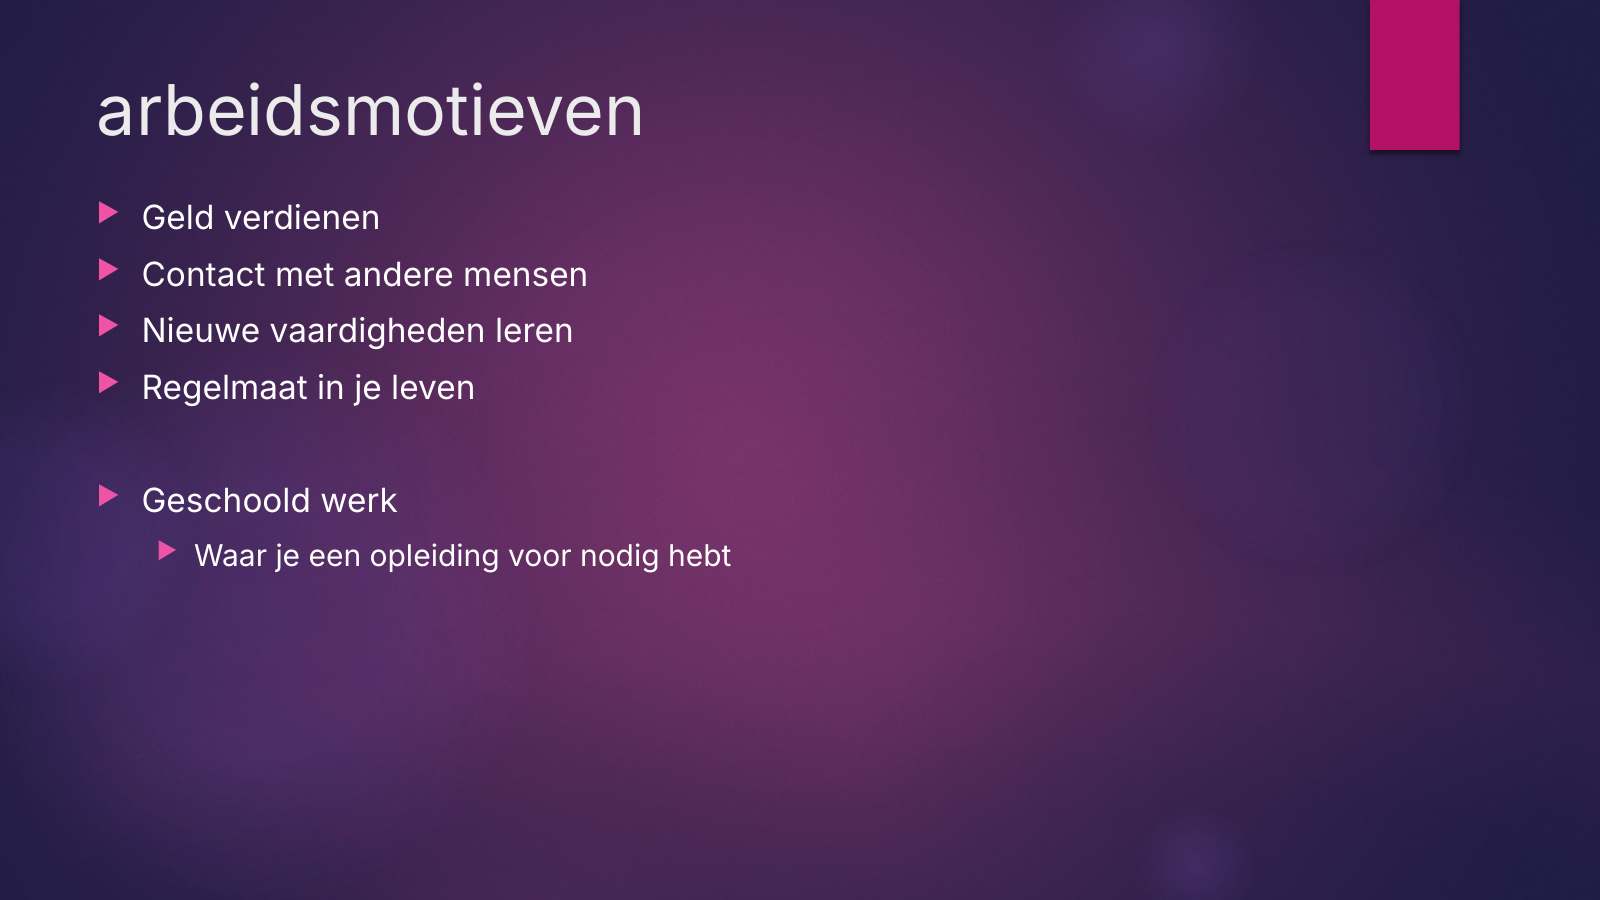 arbeidsmotieven
Geld verdienen
Contact met andere mensen
Nieuwe vaardigheden leren
Regelmaat in je leven
Geschoold werk
Waar je een opleiding voor nodig hebt